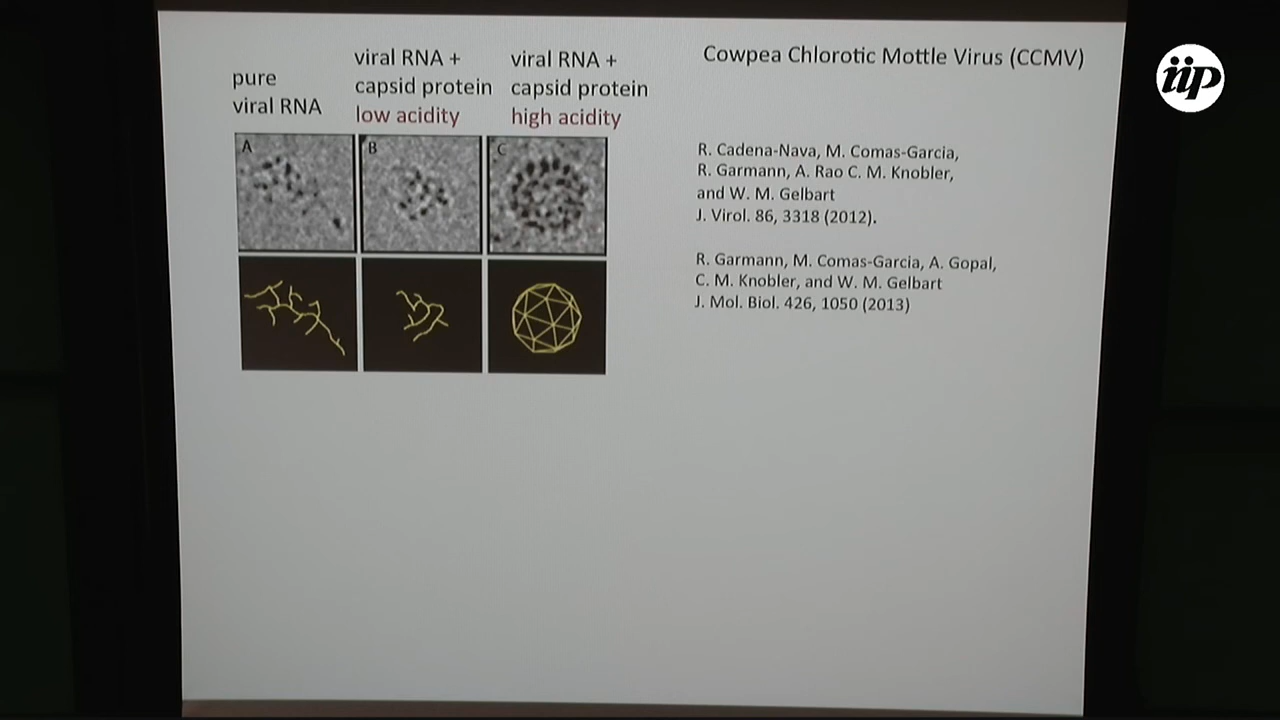 pure
viral RNA
viral RNA +
capsid protein
low acidity
viral RNA +
capsid protein
high acidity
A
B
C
Cowpea Chlorotic Mottle Virus (CCMV)
R. Cadena-Nava, M. Comas-Garcia,
R. Garmann, A. Rao C. M. Knobler,
and W. M. Gelbart
J. Virol. 86, 3318 (2012).
R. Garmann, M. Comas-Garcia, A. Gopal,
C. M. Knobler, and W. M. Gelbart
J. Mol. Biol. 426, 1050 (2013)
iip